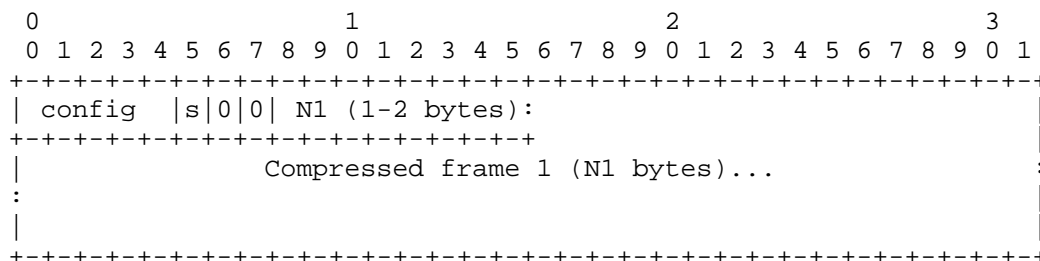 0                   1                   2                   3
 0 1 2 3 4 5 6 7 8 9 0 1 2 3 4 5 6 7 8 9 0 1 2 3 4 5 6 7 8 9 0 1
+-+-+-+-+-+-+-+-+-+-+-+-+-+-+-+-+-+-+-+-+-+-+-+-+-+-+-+-+-+-+-+-+
| config  |s|0|0| N1 (1-2 bytes):                               |
+-+-+-+-+-+-+-+-+-+-+-+-+-+-+-+-+                               |
|               Compressed frame 1 (N1 bytes)...                :
:                                                               |
|                                                               |
+-+-+-+-+-+-+-+-+-+-+-+-+-+-+-+-+-+-+-+-+-+-+-+-+-+-+-+-+-+-+-+-+